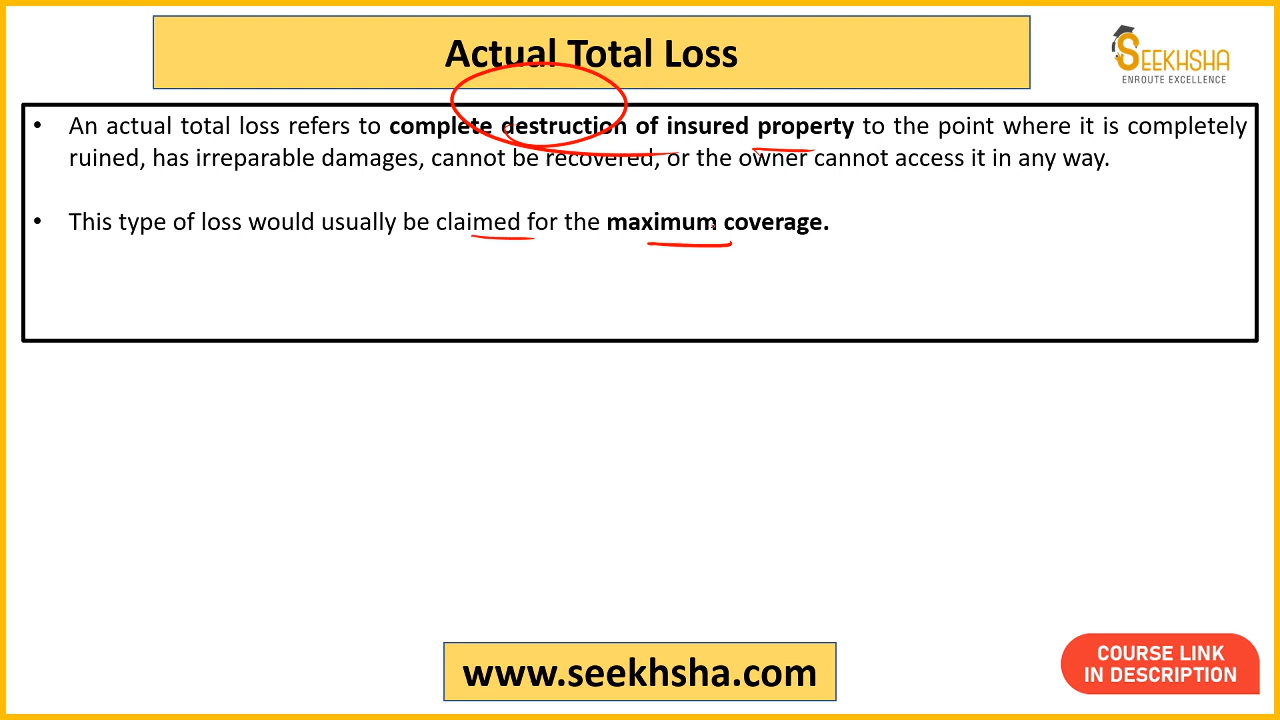 Actual Total Loss
SEEKHSHA
ENROUTE EXCELLENCE
• An actual total loss refers to complete destruction of insured property to the point where it is completely
ruined, has irreparable damages, cannot be recovered, or the owner cannot access it in any way.
• This type of loss would usually be claimed for the maximum coverage.
www.seekhsha.com
COURSE LINK
IN DESCRIPTION